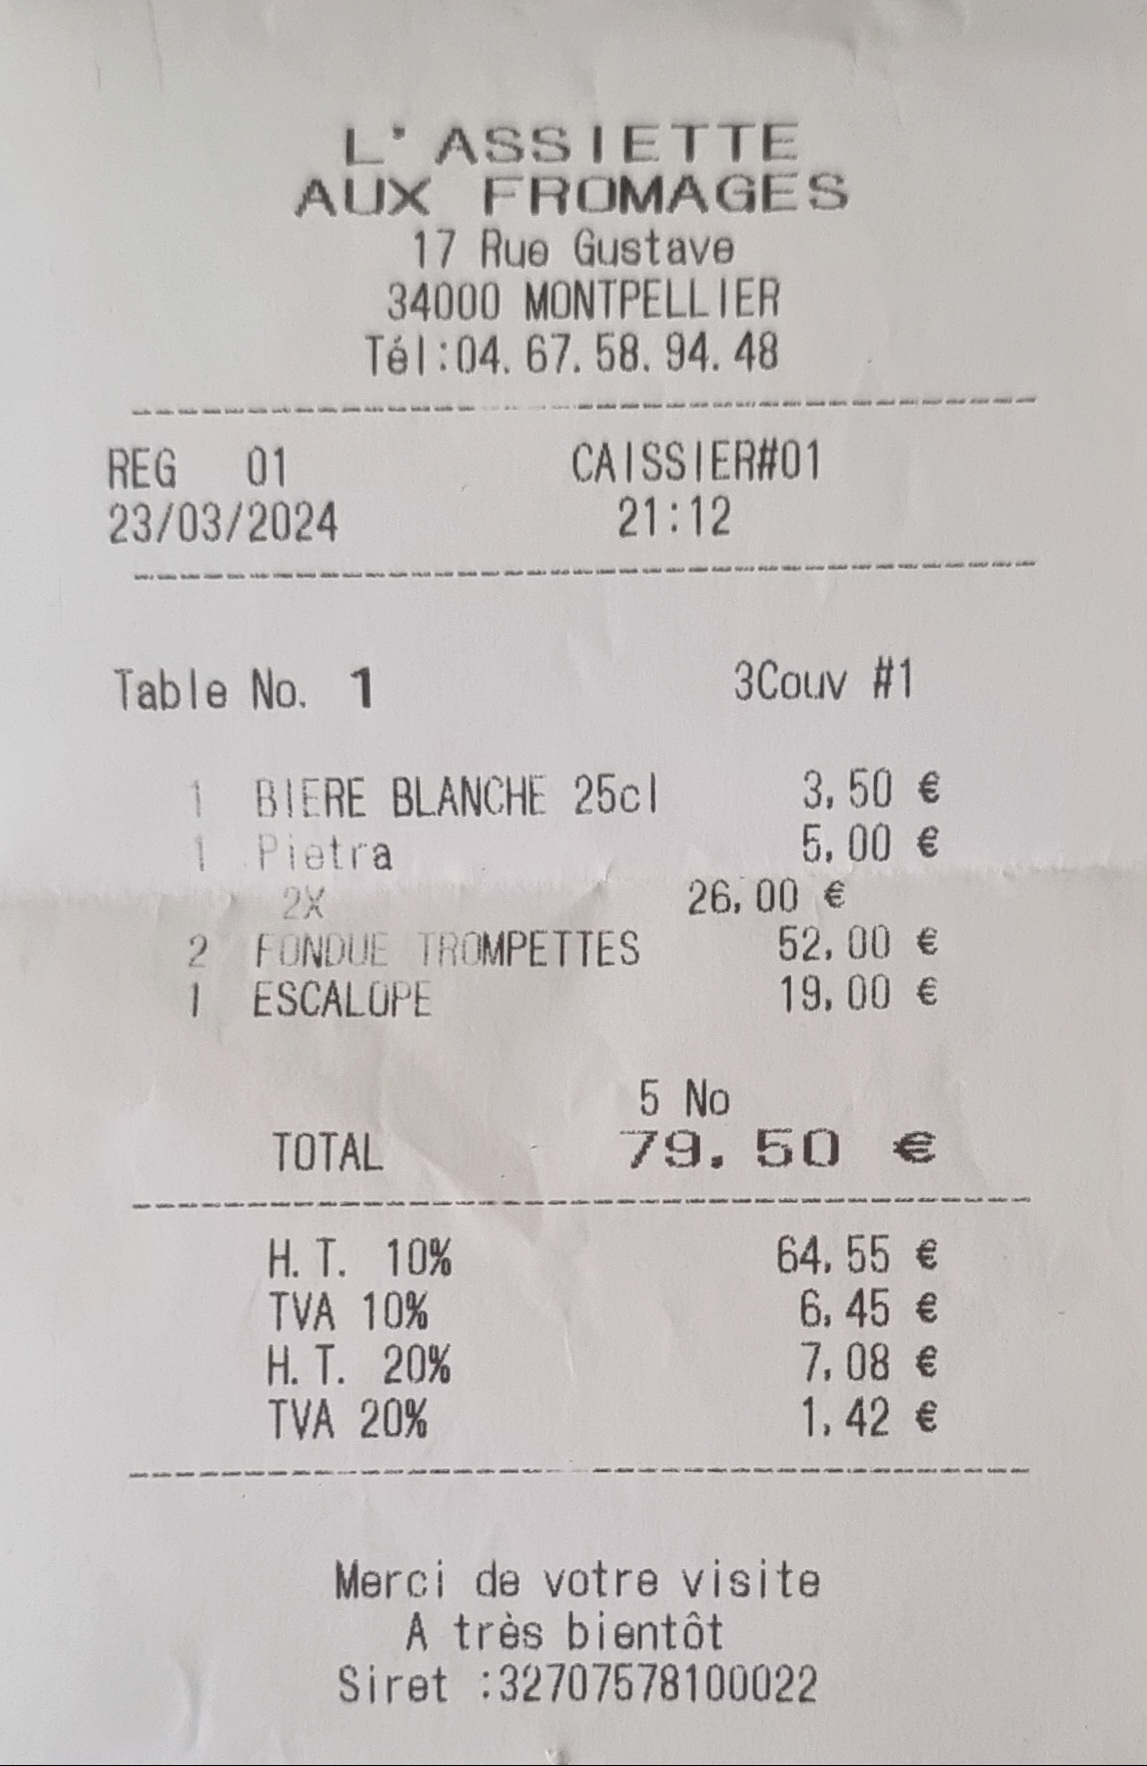 L'ASSIETTE
AUX FROMAGES
17 Rue Gustave
34000 MONTPELLIER
Tél:04.67.58.94.48
REG 01 CAISSIER#01
23/03/2024 21:12
Table No. 1 3Couv #1
1 BIERE BLANCHE 25cl 3,50 €
1 Pietra 5,00 €
2X 26,00 €
2 FONDUE TROMPETTES 52,00 €
1 ESCALOPE 19,00 €
5 No
TOTAL 79.50 €
H.T. 10% 64,55 €
TVA 10% 6,45 €
H.T. 20% 7,08 €
TVA 20% 1,42 €
Merci de votre visite
A très bientôt
Siret :32707578100022